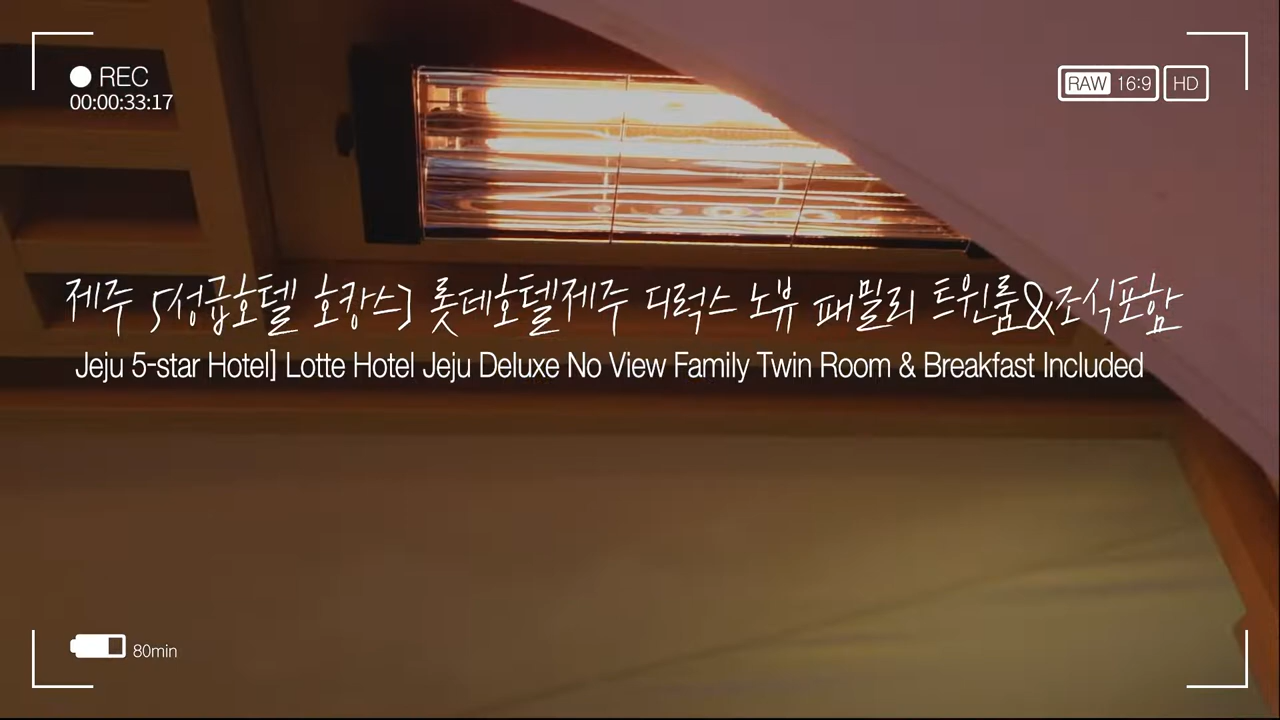 REC
00:00:33:17
RAW 16:9 HD
제주 5성급호텔 호캉스] 롯데호텔제주 디럭스 노뷰 패밀리 트윈룸&조식포함
Jeju 5-star Hotel] Lotte Hotel Jeju Deluxe No View Family Twin Room & Breakfast Included
80min